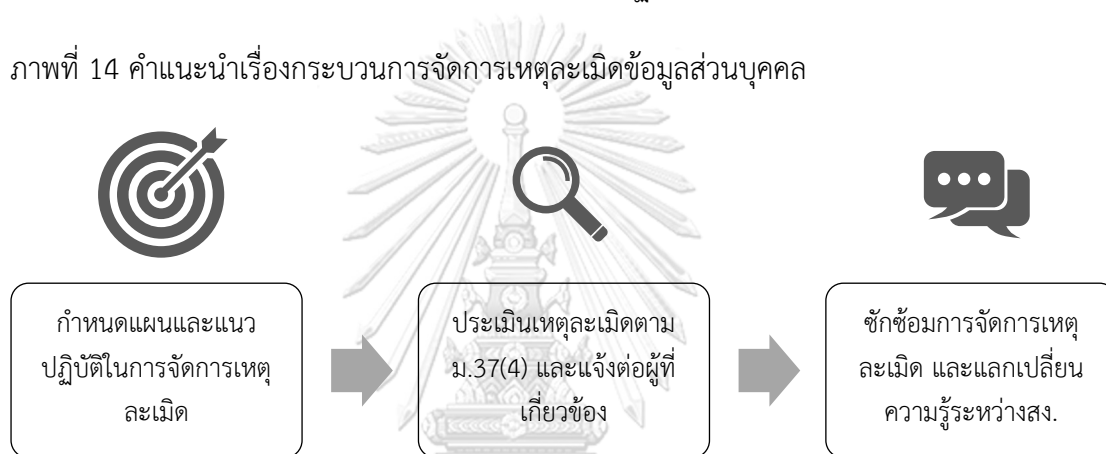 ภาพที่ 14 คำแนะนำเรื่องกระบวนการจัดการเหตุละเมิดข้อมูลส่วนบุคคล
กำหนดแผนและแนว
ปฏิบัติในการจัดการเหตุ
ละเมิด
ประเมินเหตุละเมิดตาม
ม.37(4) และแจ้งต่อผู้ที่
เกี่ยวข้อง
ซักซ้อมการจัดการเหตุ
ละเมิด และแลกเปลี่ยน
ความรู้ระหว่างสง.